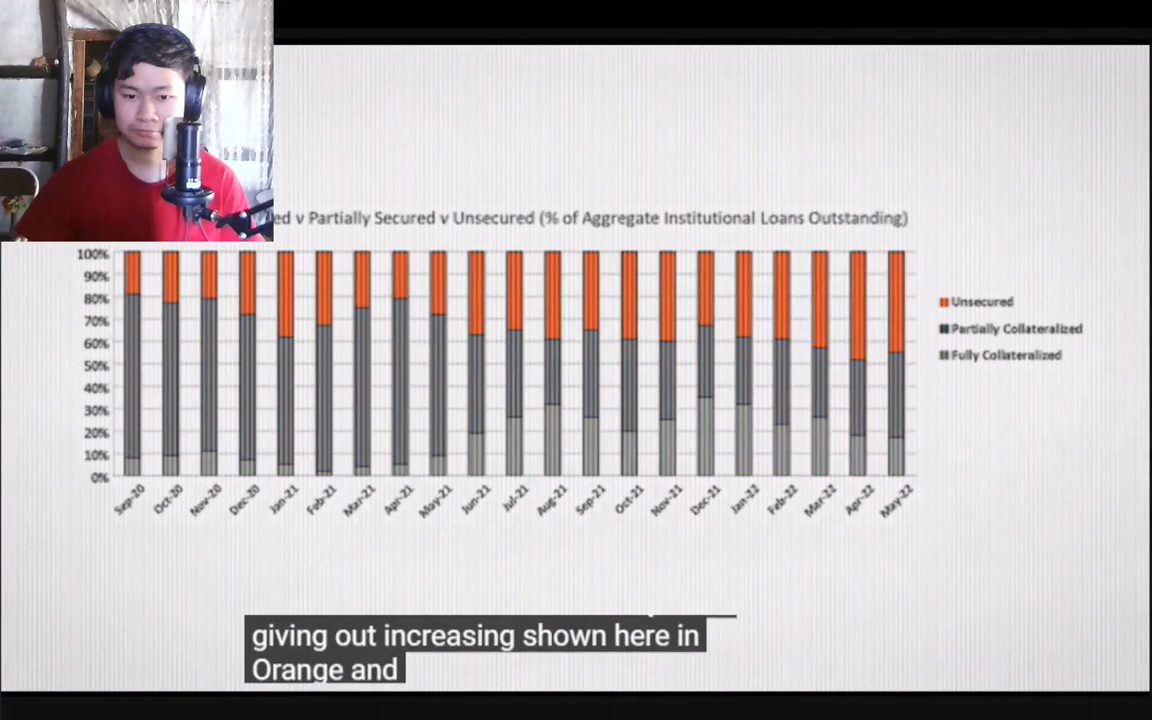 ed v Partially Secured v Unsecured (% of Aggregate Institutional Loans Outstanding)
100%
90%
80%
70%
60%
50%
40%
30%
20%
10%
0%
Sep-20
Oct-20
Nov-20
Dec-20
Jan-21
Feb-21
Mar-21
Apr-21
May-21
Jun-21
Jul-21
Aug-21
Sep-21
Oct-21
Nov-21
Dec-21
Jan-22
Feb-22
Mar-22
Apr-22
May-22
Unsecured
Partially Collateralized
Fully Collateralized
giving out increasing shown here in
Orange and